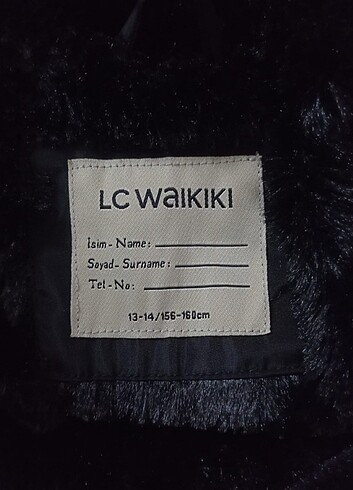 LC WAIKIKI
İsim-Name:
Soyad-Surname:
Tel-No:
13-14/156-160cm